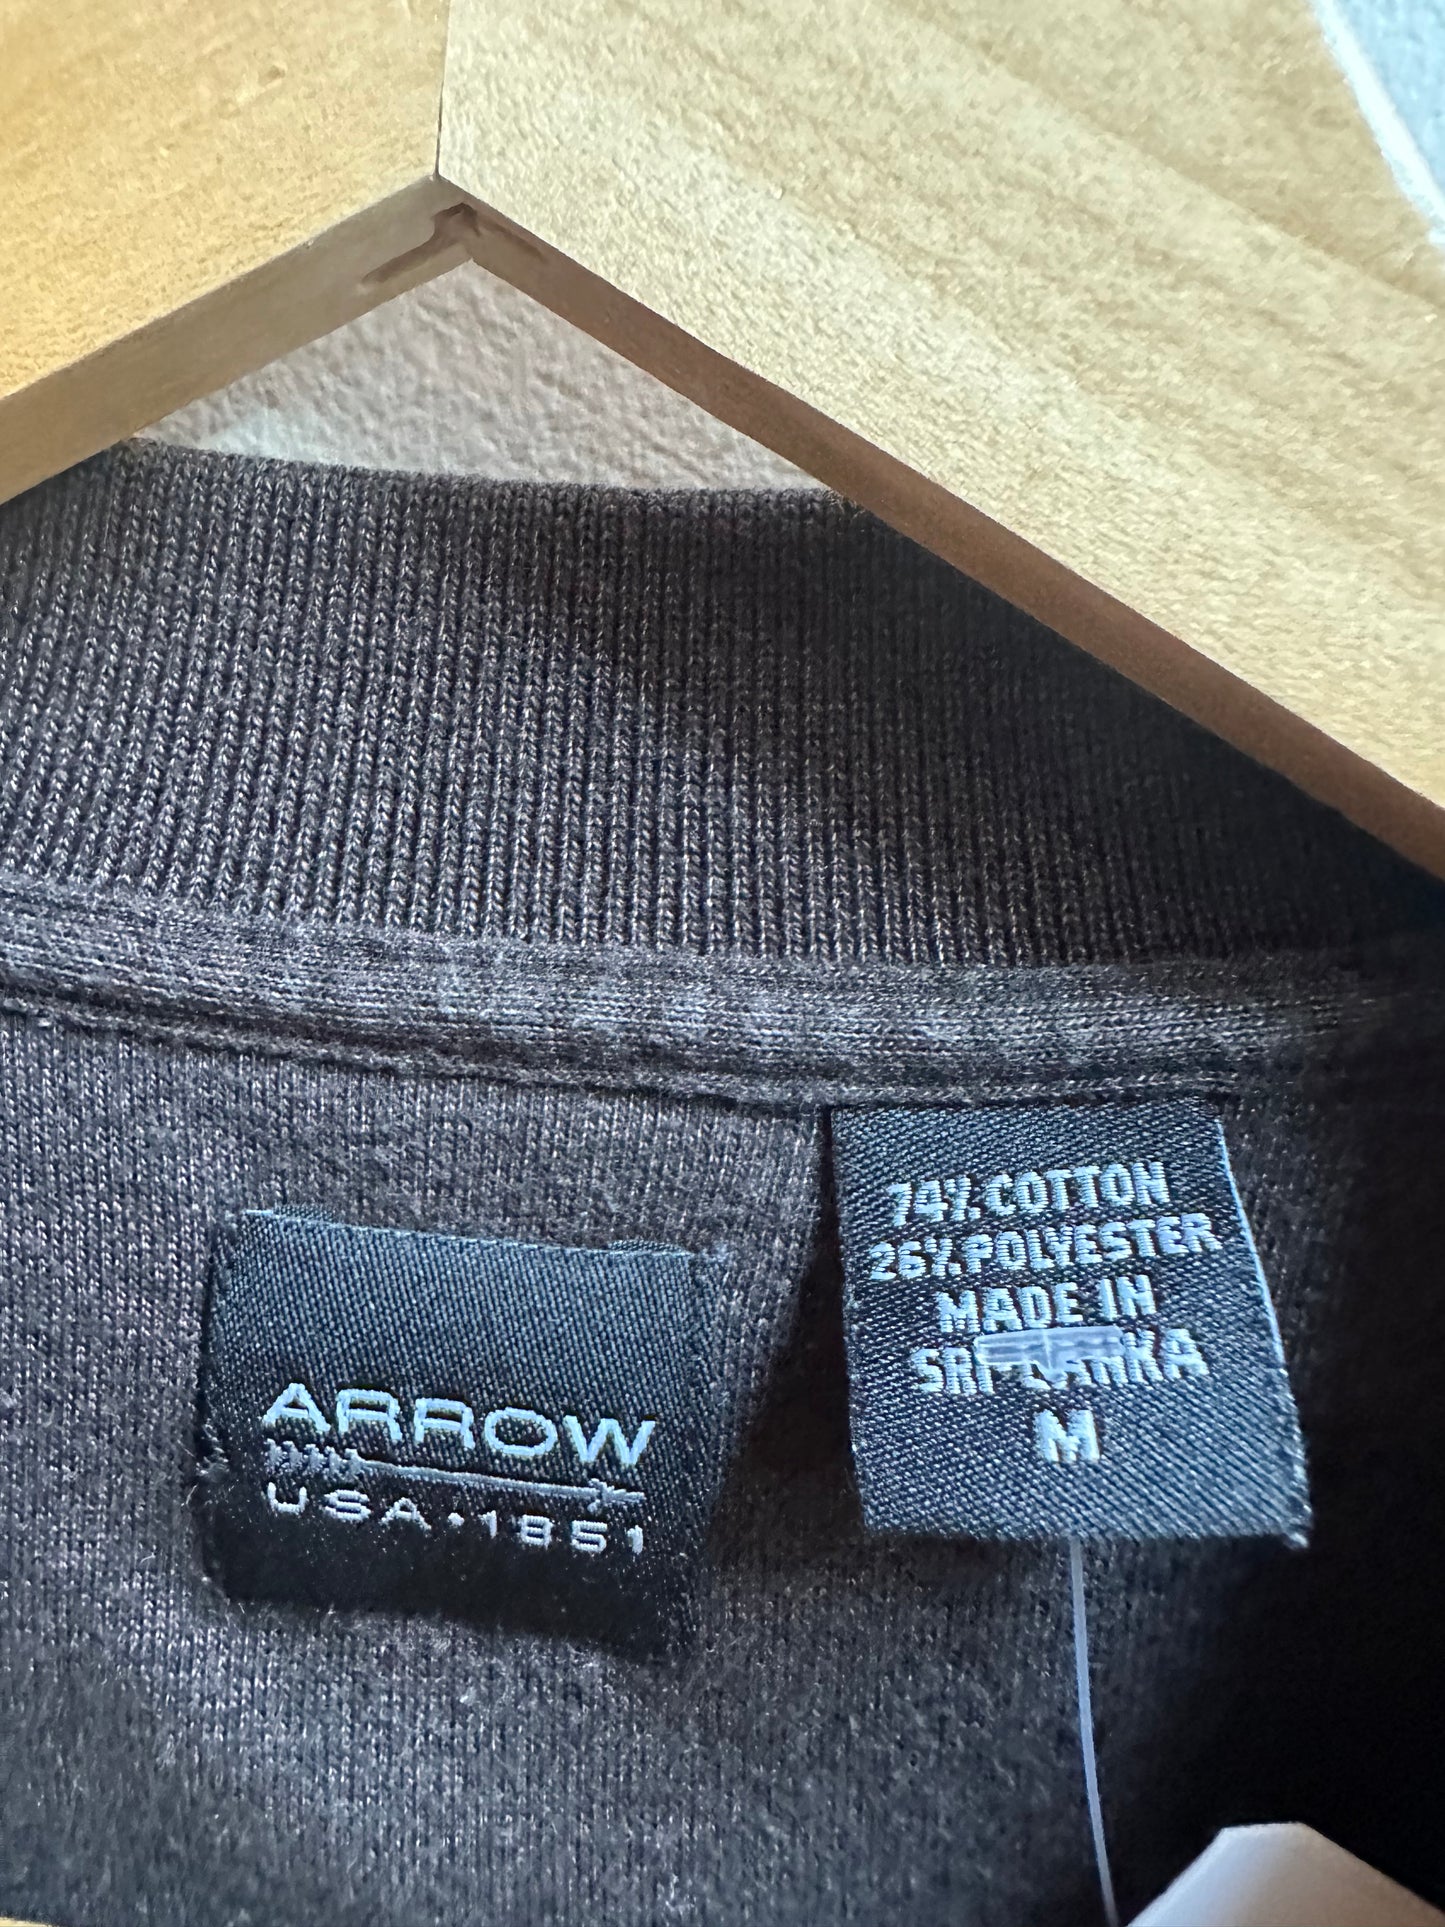 ARROW
USA • 1851
74% COTTON
26% POLYESTER
MADE IN
SRI LANKA
M